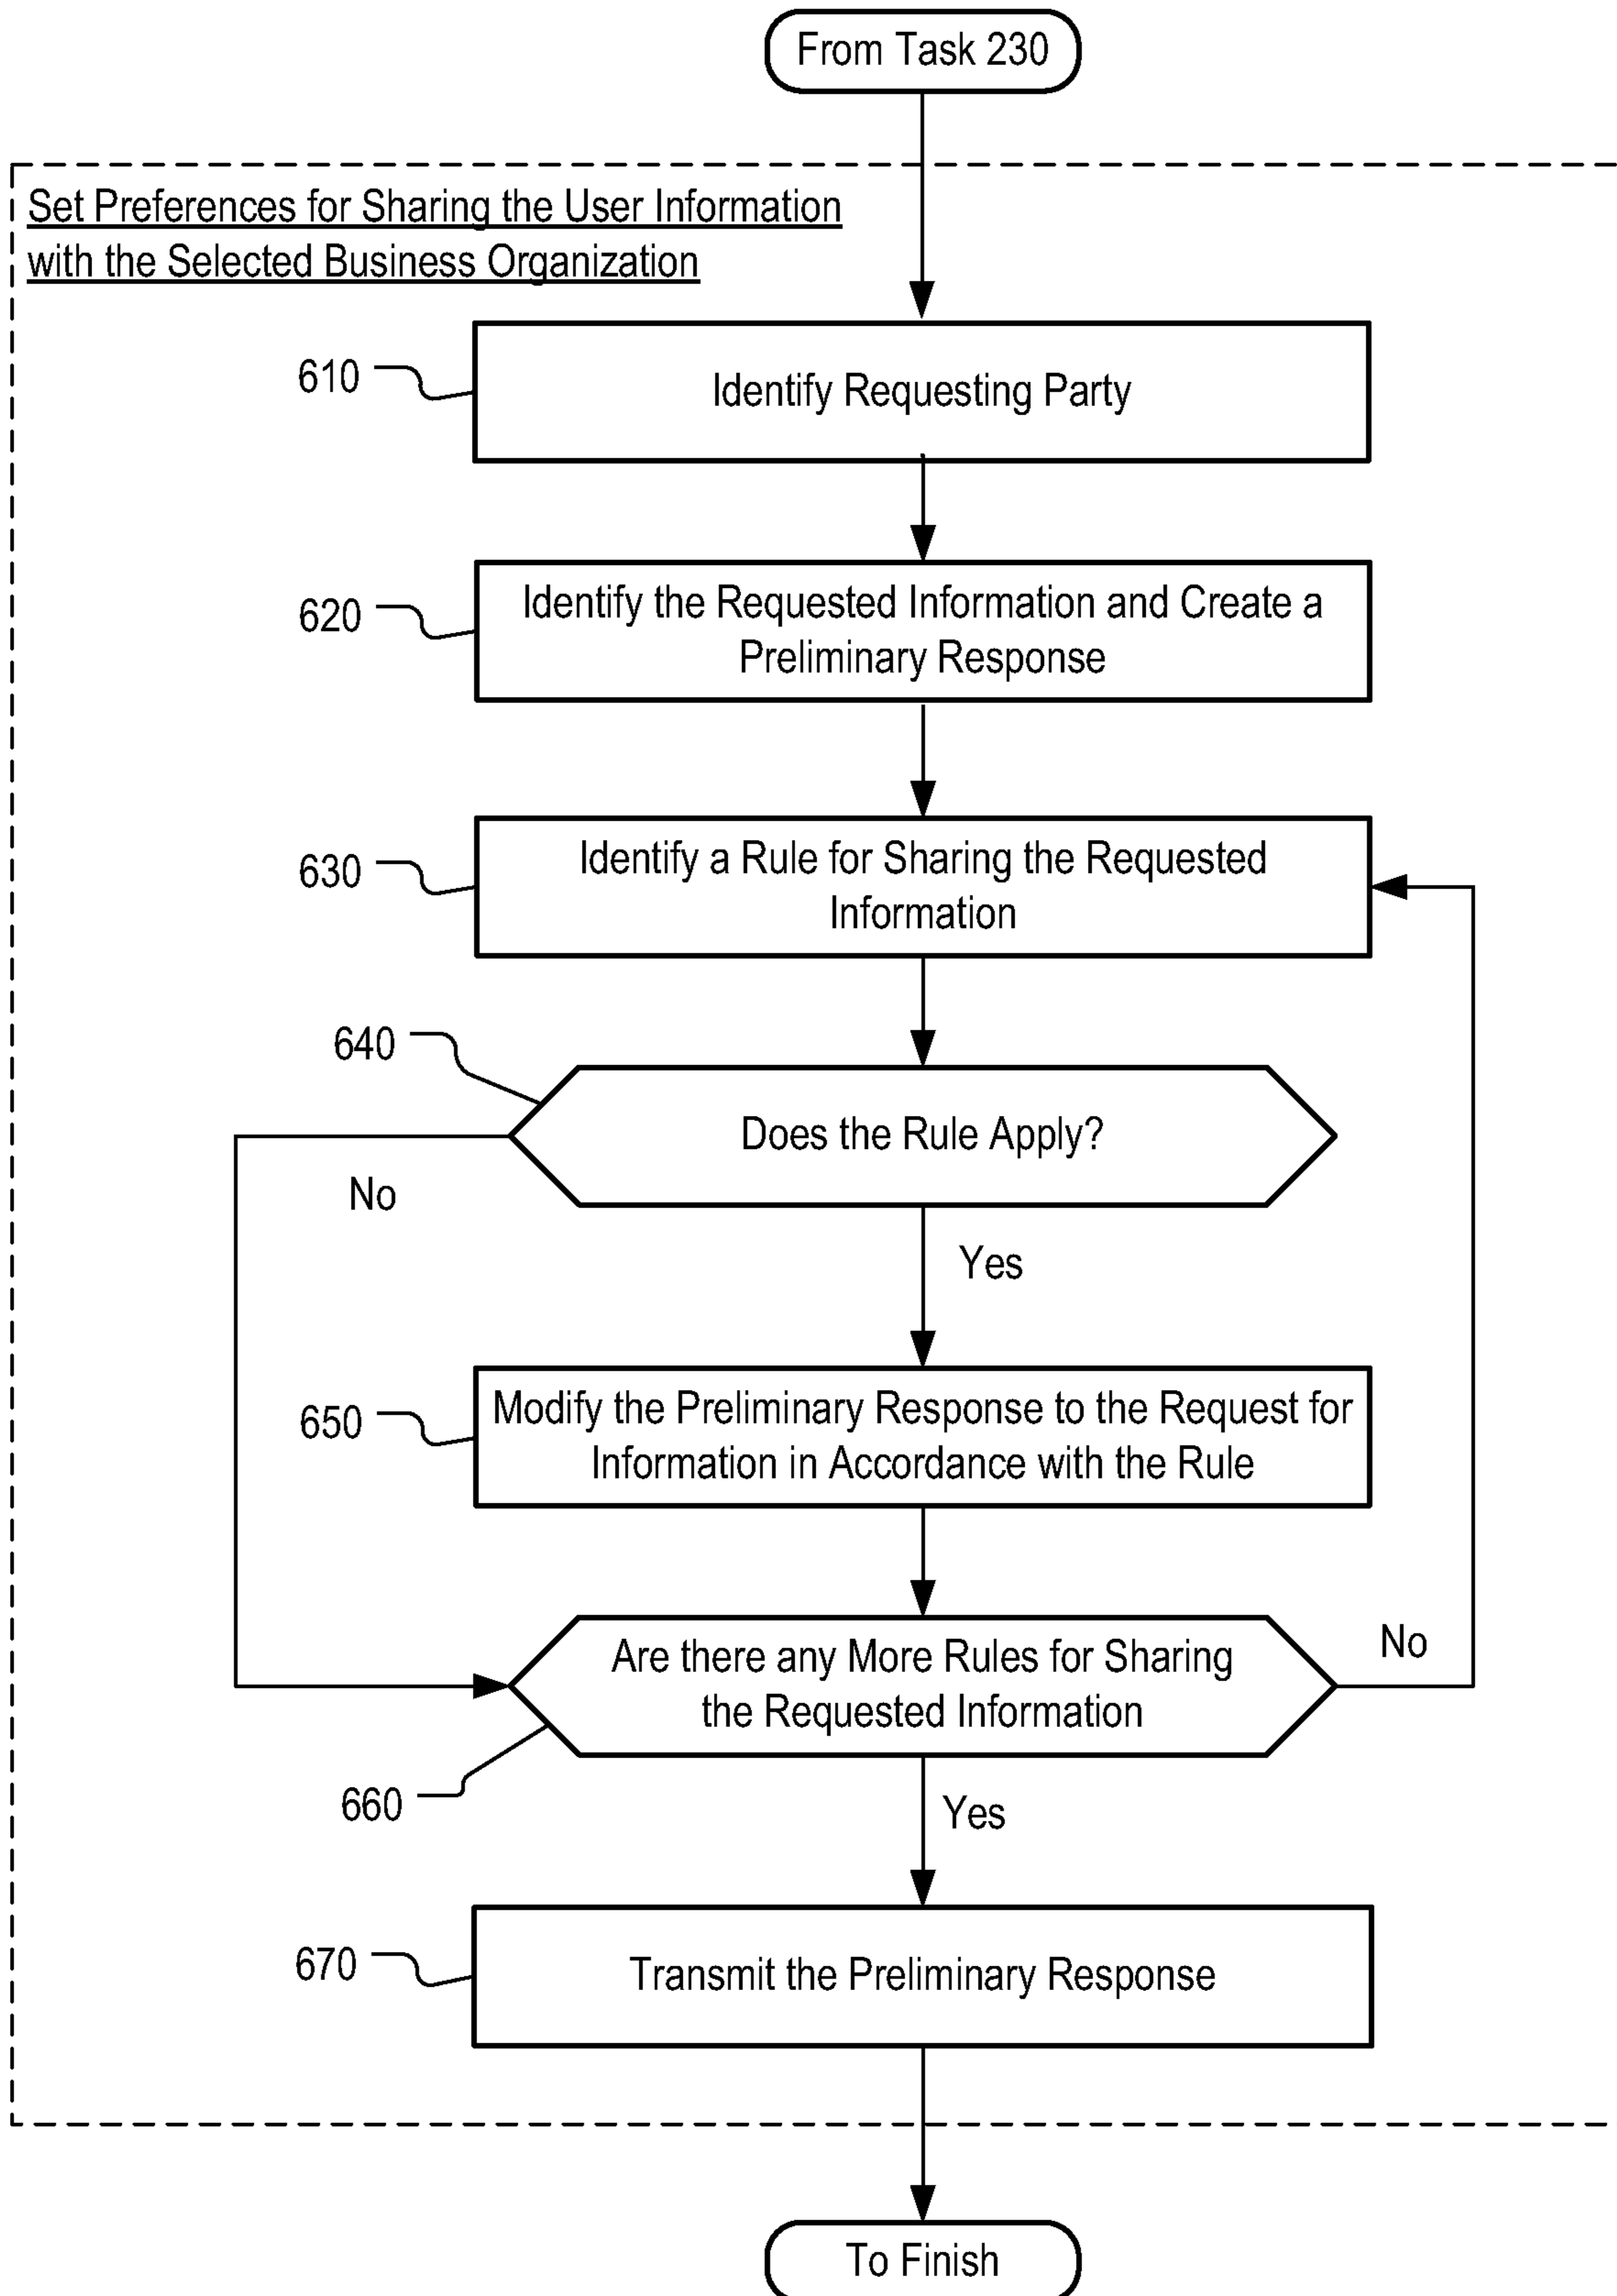 From Task 230
Set Preferences for Sharing the User Information
with the Selected Business Organization
610
Identify Requesting Party
620
Identify the Requested Information and Create a
Preliminary Response
630
Identify a Rule for Sharing the Requested
Information
640
Does the Rule Apply?
No
Yes
650
Modify the Preliminary Response to the Request for
Information in Accordance with the Rule
Are there any More Rules for Sharing
the Requested Information
No
660
Yes
670
Transmit the Preliminary Response
To Finish